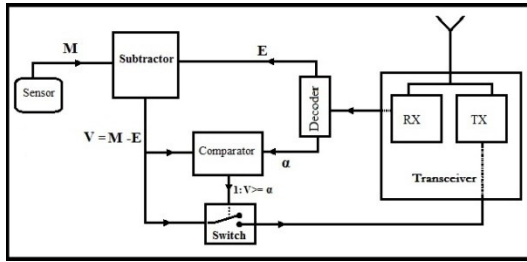 M
Sensor
Subtractor
E
V = M -E
Comparator
α
Decoder
RX
TX
Transceiver
1: V>= α
Switch